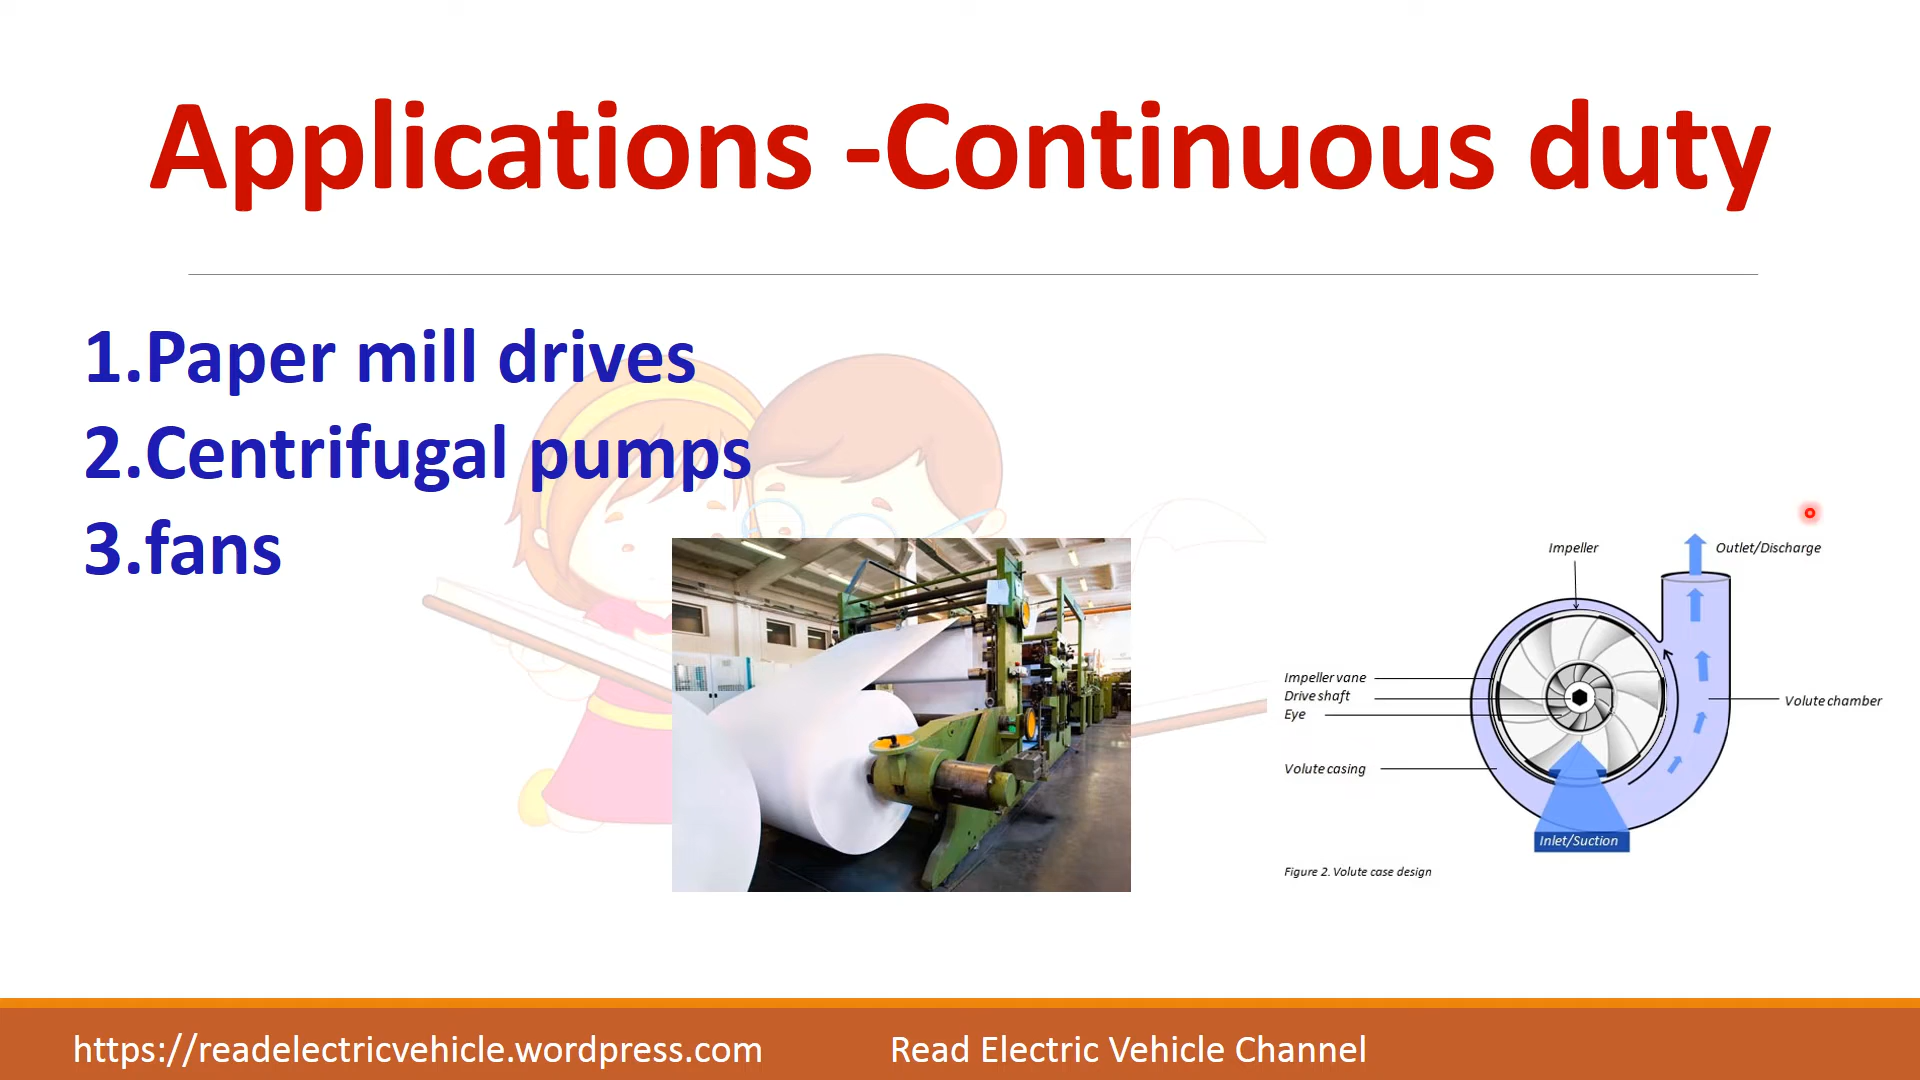 Applications -Continuous duty
1.Paper mill drives
2.Centrifugal pumps
3.fans
Impeller
Outlet/Discharge
Impeller vane
Drive shaft
Eye
Volute chamber
Volute casing
Inlet/Suction
Figure 2. Volute case design
https://readelectricvehicle.wordpress.com
Read Electric Vehicle Channel